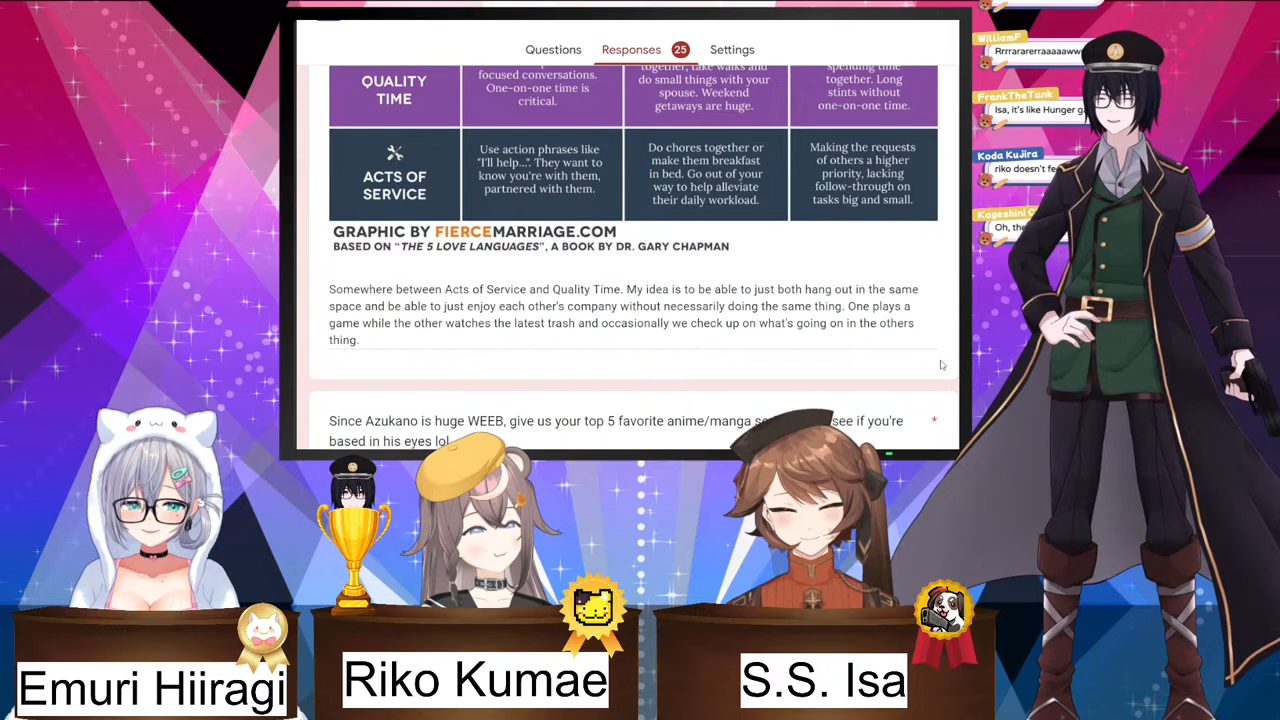 Questions Responses 25 Settings
QUALITY
TIME
focused conversations.
One-on-one time is
critical.
together, take walks and
do small things with your
spouse. Weekend
getaways are huge.
spending time
together. Long
stints without
one-on-one time.
ACTS OF
SERVICE
Use action phrases like
"I'll help...". They want to
know you're with them,
partnered with them.
Do chores together or
make them breakfast
in bed. Go out of your
way to help alleviate
their daily workload.
Making the requests
of others a higher
priority, lacking
follow-through on
tasks big and small.
GRAPHIC BY FIERCEMARRIAGE.COM
BASED ON "THE 5 LOVE LANGUAGES", A BOOK BY DR. GARY CHAPMAN
Somewhere between Acts of Service and Quality Time. My idea is to be able to just both hang out in the same
space and be able to just enjoy each other's company without necessarily doing the same thing. One plays a
game while the other watches the latest trash and occasionally we check up on what's going on in the others
thing.
Since Azukano is huge WEEB, give us your top 5 favorite anime/manga see if you're *
based in his eyes lol
WilliamF
Rrrrararerraaaaaww
FrankTheTank
Isa, it's like Hunger
Koda Kujira
riko doesn't
Kageshini
Oh,
Emuri Hiiragi
Riko Kumae
S.S. Isa